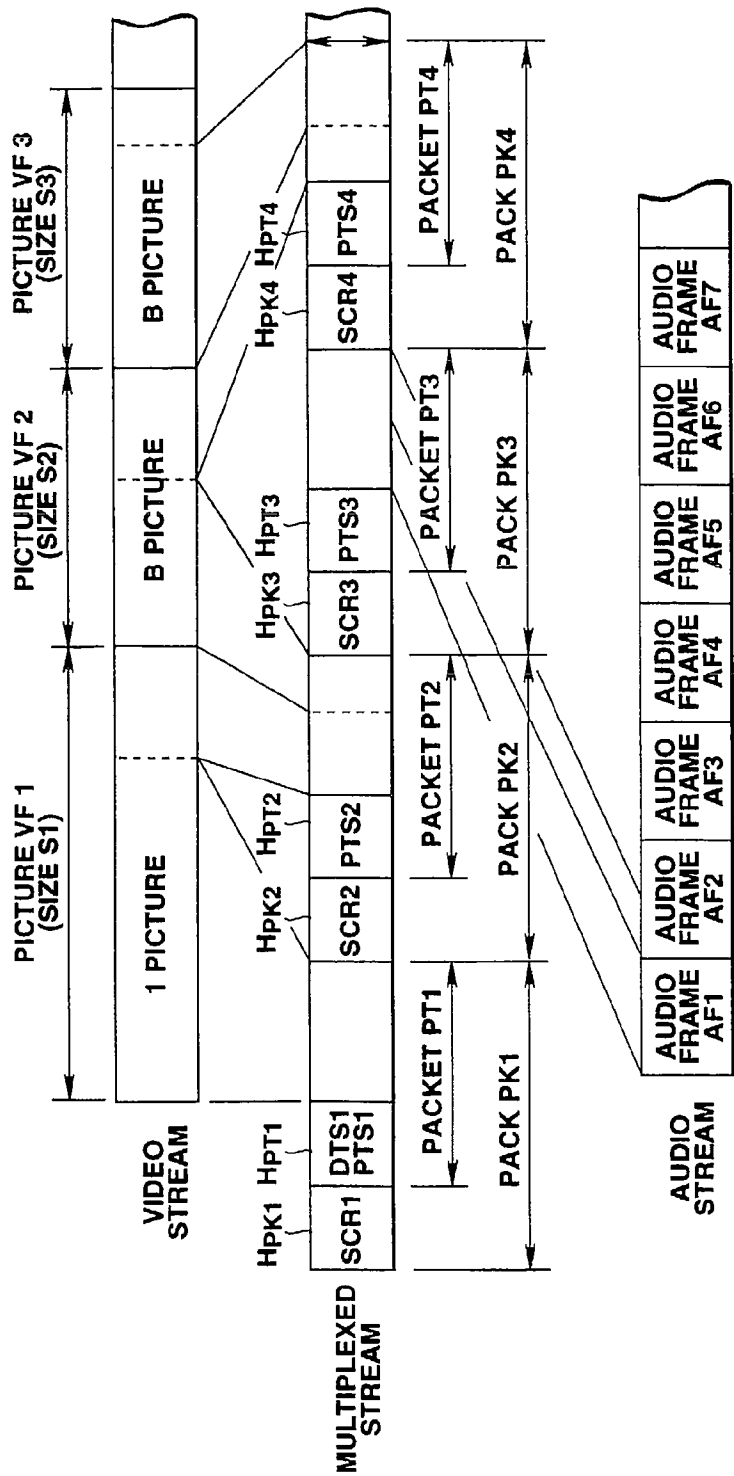 PICTURE VF 1
(SIZE S1)
PICTURE VF 2
(SIZE S2)
PICTURE VF 3
(SIZE S3)
VIDEO
STREAM
1 PICTURE
B PICTURE
B PICTURE
HPK1
HPT1
HPK2
HPT2
HPK3
HPT3
HPK4
HPT4
MULTIPLEXED
STREAM
SCR1
DTS1
PTS1
SCR2
PTS2
SCR3
PTS3
SCR4
PTS4
PACKET PT1
PACKET PT2
PACKET PT3
PACKET PT4
PACK PK1
PACK PK2
PACK PK3
PACK PK4
AUDIO
STREAM
AUDIO
FRAME
AF1
AUDIO
FRAME
AF2
AUDIO
FRAME
AF3
AUDIO
FRAME
AF4
AUDIO
FRAME
AF5
AUDIO
FRAME
AF6
AUDIO
FRAME
AF7